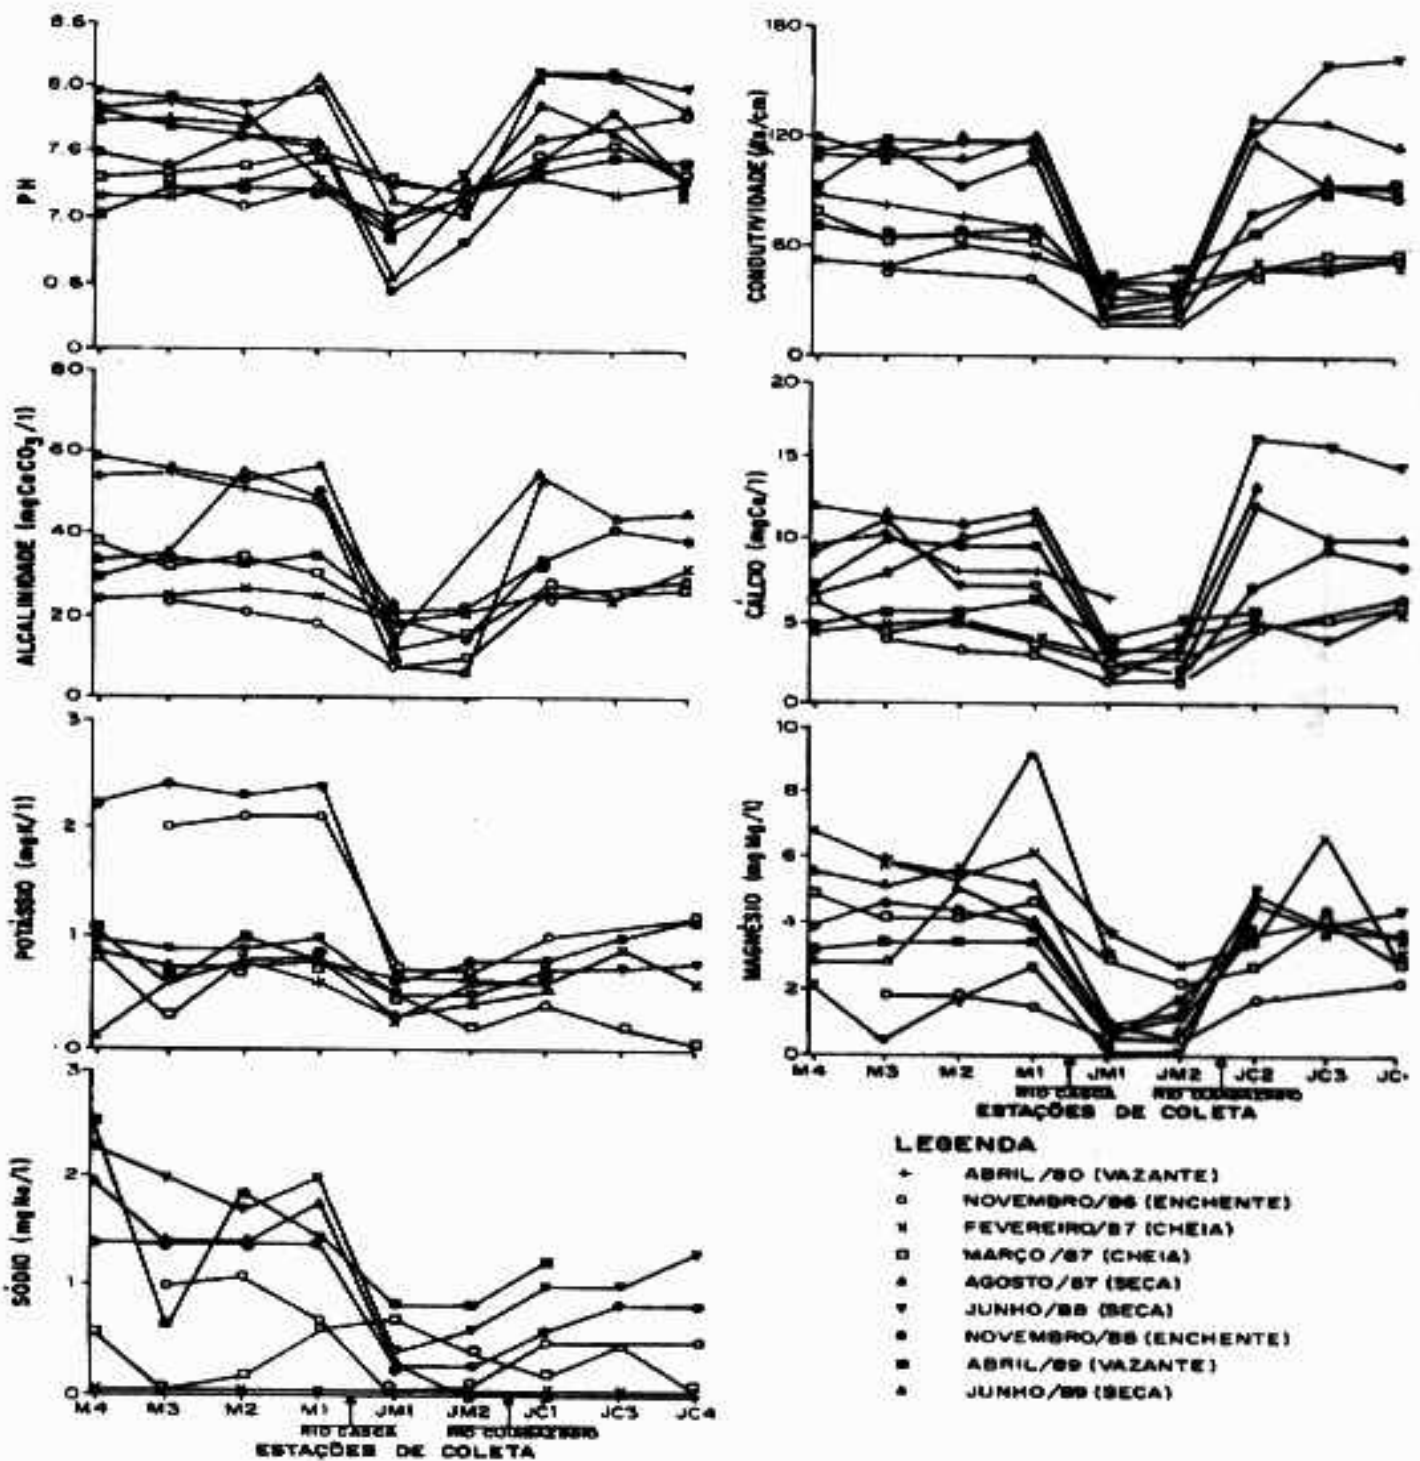 8.6
8.0
7.6
7.0
0.6
0
PH
180
120
60
0
CONDUTIVIDADE
80
60
40
20
0
ALCALINIDADE (mgCaCO3/l)
20
15
10
5
0
CÁLCIO (mgCa/l)
3
2
1
0
POTÁSSIO (mgK/l)
10
8
6
4
2
0
MAGNÉSIO (mgMg/l)
M4 M3 M2 M1 JM1 JM2 JC2 JC3
RIO CASCA
ESTAÇÕES DE COLETA
3
2
1
0
SÓDIO (mgNa/l)
M4 M3 M2 M1 JM1 JM2 JC1 JC3 JC4
RIO CASCA
ESTAÇÕES DE COLETA
LEGENDA
ABRIL/80 (VAZANTE)
NOVEMBRO/86 (ENCHENTE)
FEVEREIRO/87 (CHEIA)
MARÇO/87 (CHEIA)
AGOSTO/87 (SECA)
JUNHO/88 (SECA)
NOVEMBRO/88 (ENCHENTE)
ABRIL/89 (VAZANTE)
JUNHO/89 (SECA)